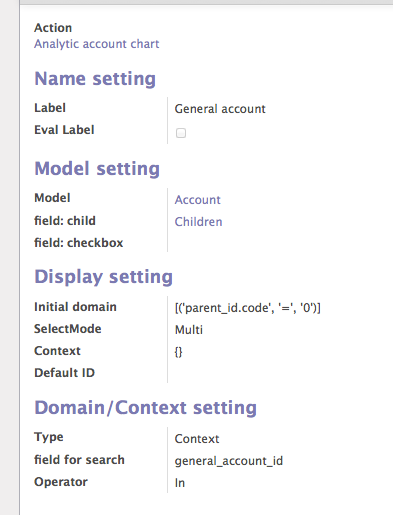 Action
Analytic account chart
Name setting
Label General account
Eval Label
Model setting
Model Account
field: child Children
field: checkbox
Display setting
Initial domain [('parent_id.code', '=', '0')]
SelectMode Multi
Context {}
Default ID
Domain/Context setting
Type Context
field for search general_account_id
Operator In